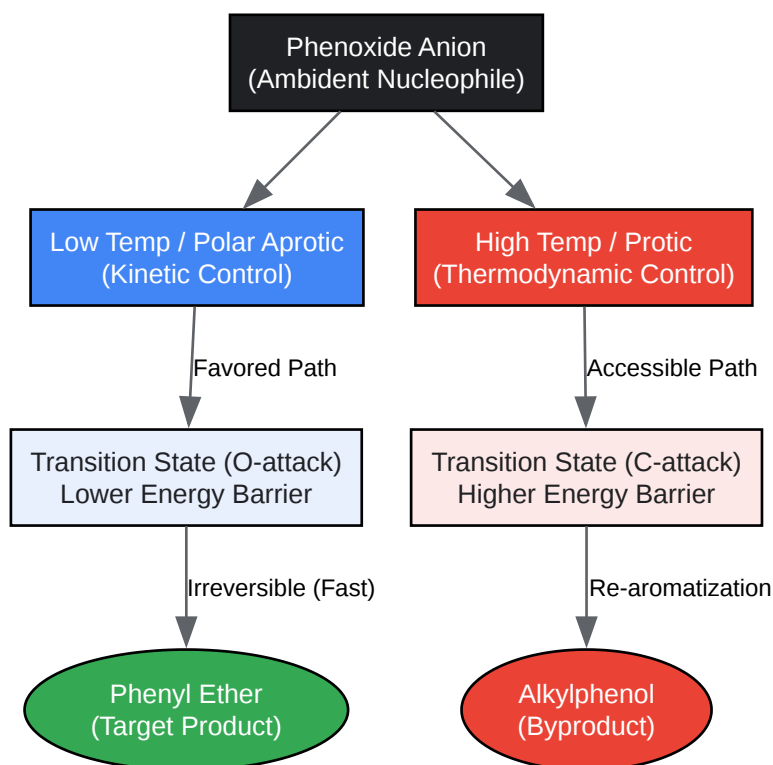 Phenoxide Anion
(Ambident Nucleophile)
Low Temp / Polar Aprotic
(Kinetic Control)
High Temp / Protic
(Thermodynamic Control)
Favored Path
Accessible Path
Transition State (O-attack)
Lower Energy Barrier
Transition State (C-attack)
Higher Energy Barrier
Irreversible (Fast)
Re-aromatization
Phenyl Ether
(Target Product)
Alkylphenol
(Byproduct)